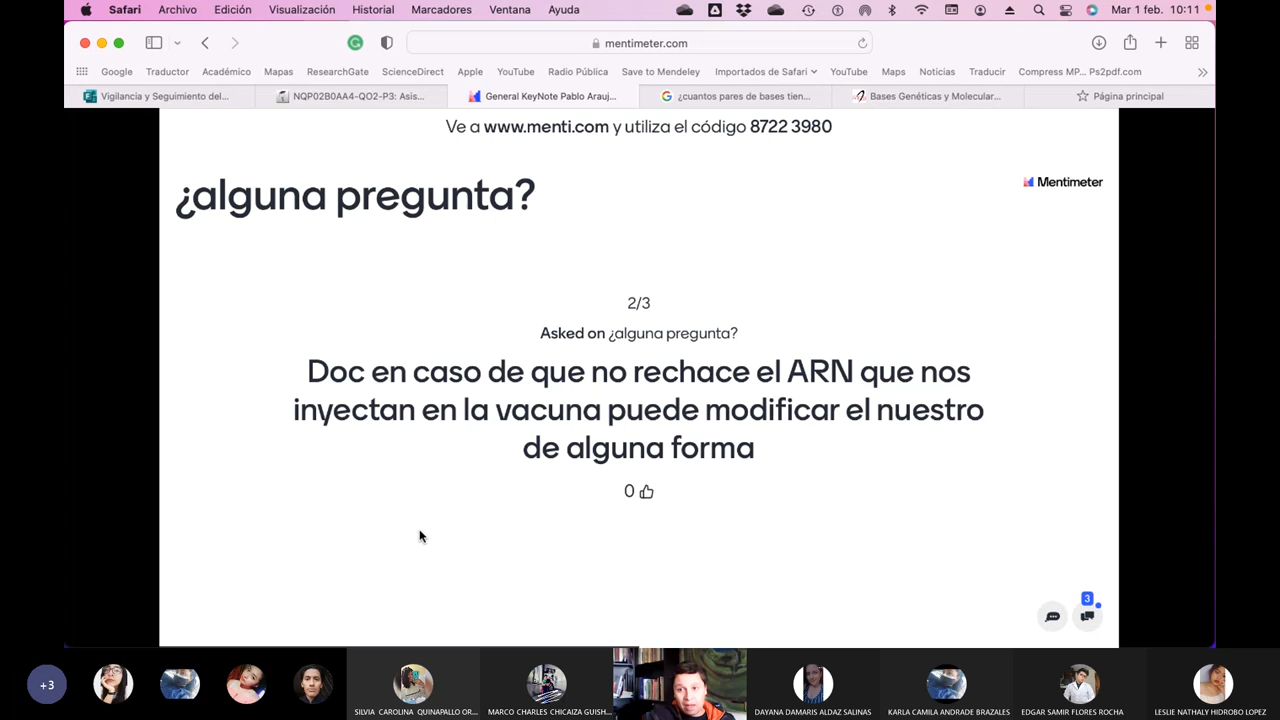 Safari Archivo Edición Visualización Historial Marcadores Ventana Ayuda Mar 1 feb. 10:11
mentimeter.com
Google Traductor Académico Mapas ResearchGate ScienceDirect Apple YouTube Radio Pública Save to Mendeley Importados de Safari YouTube Maps Noticias Traducir Compress MP... Ps2pdf.com
Vigilancia y Seguimiento del... NQP02B0AA4-QO2-P3: Asis... General KeyNote Pablo Arauj... ¿cuantos pares de bases tien... Bases Genéticas y Molecular... Página principal
Ve a www.menti.com y utiliza el código 8722 3980
¿alguna pregunta?
Mentimeter
2/3
Asked on ¿alguna pregunta?
Doc en caso de que no rechace el ARN que nos
inyectan en la vacuna puede modificar el nuestro
de alguna forma
0
3
+3
SILVIA CAROLINA QUINAPALLO OR... MARCO CHARLES CHICAIZA GUISH... DAYANA DAMARIS ALDAZ SALINAS KARLA CAMILA ANDRADE BRAZALES EDGAR SAMIR FLORES ROCHA LESLIE NATHALY HIDROBO LOPEZ